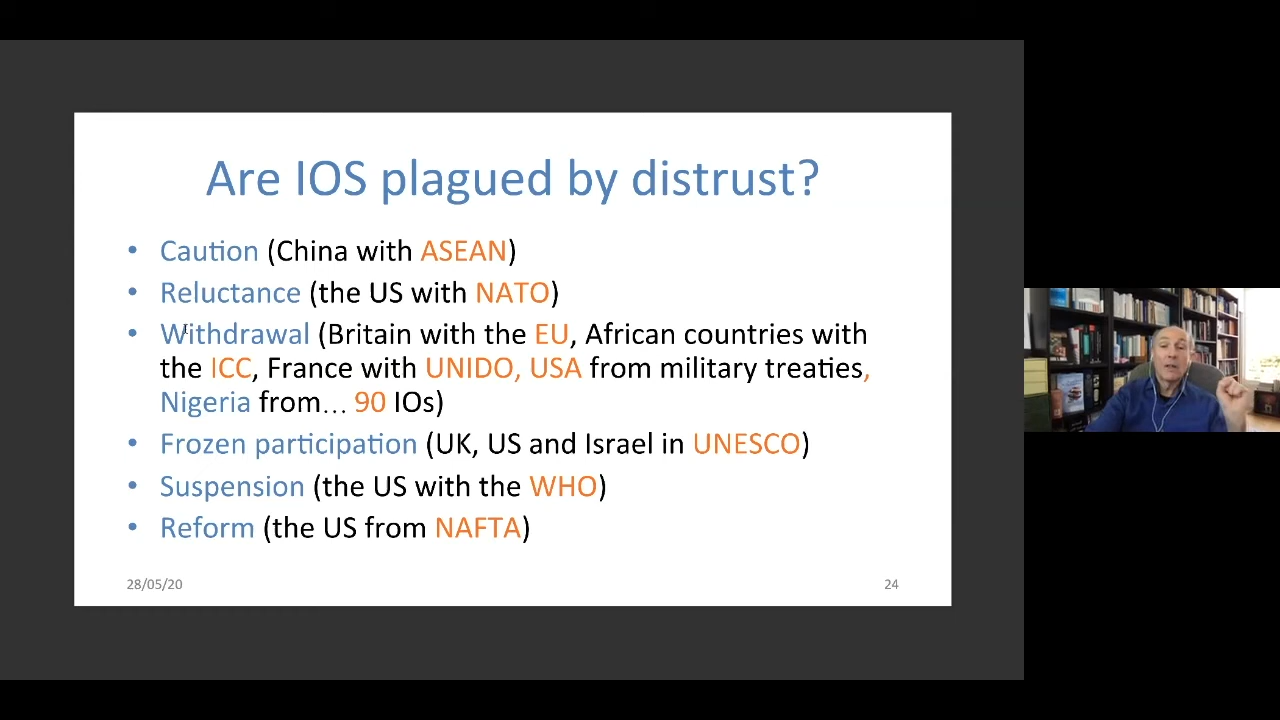 Are IOS plagued by distrust?
• Caution (China with ASEAN)
• Reluctance (the US with NATO)
• Withdrawal (Britain with the EU, African countries with
the ICC, France with UNIDO, USA from military treaties,
Nigeria from… 90 IOs)
• Frozen participation (UK, US and Israel in UNESCO)
• Suspension (the US with the WHO)
• Reform (the US from NAFTA)
28/05/20
24